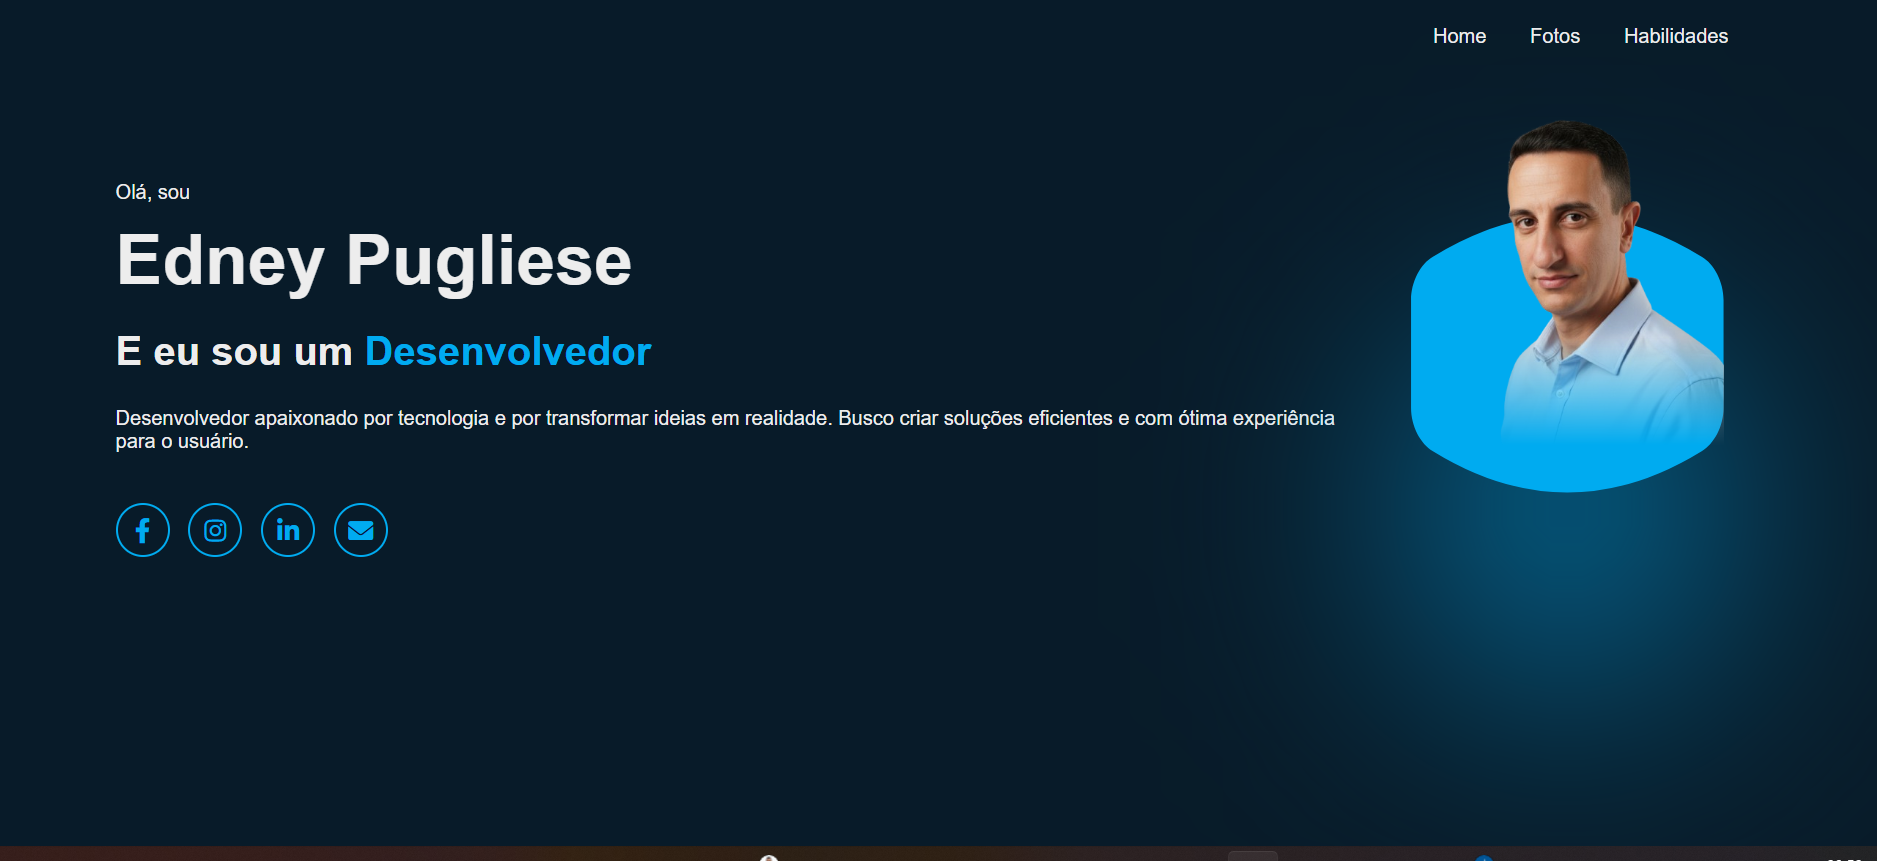 Home Fotos Habilidades
Olá, sou
Edney Pugliese
E eu sou um Desenvolvedor
Desenvolvedor apaixonado por tecnologia e por transformar ideias em realidade. Busco criar soluções eficientes e com ótima experiência
para o usuário.